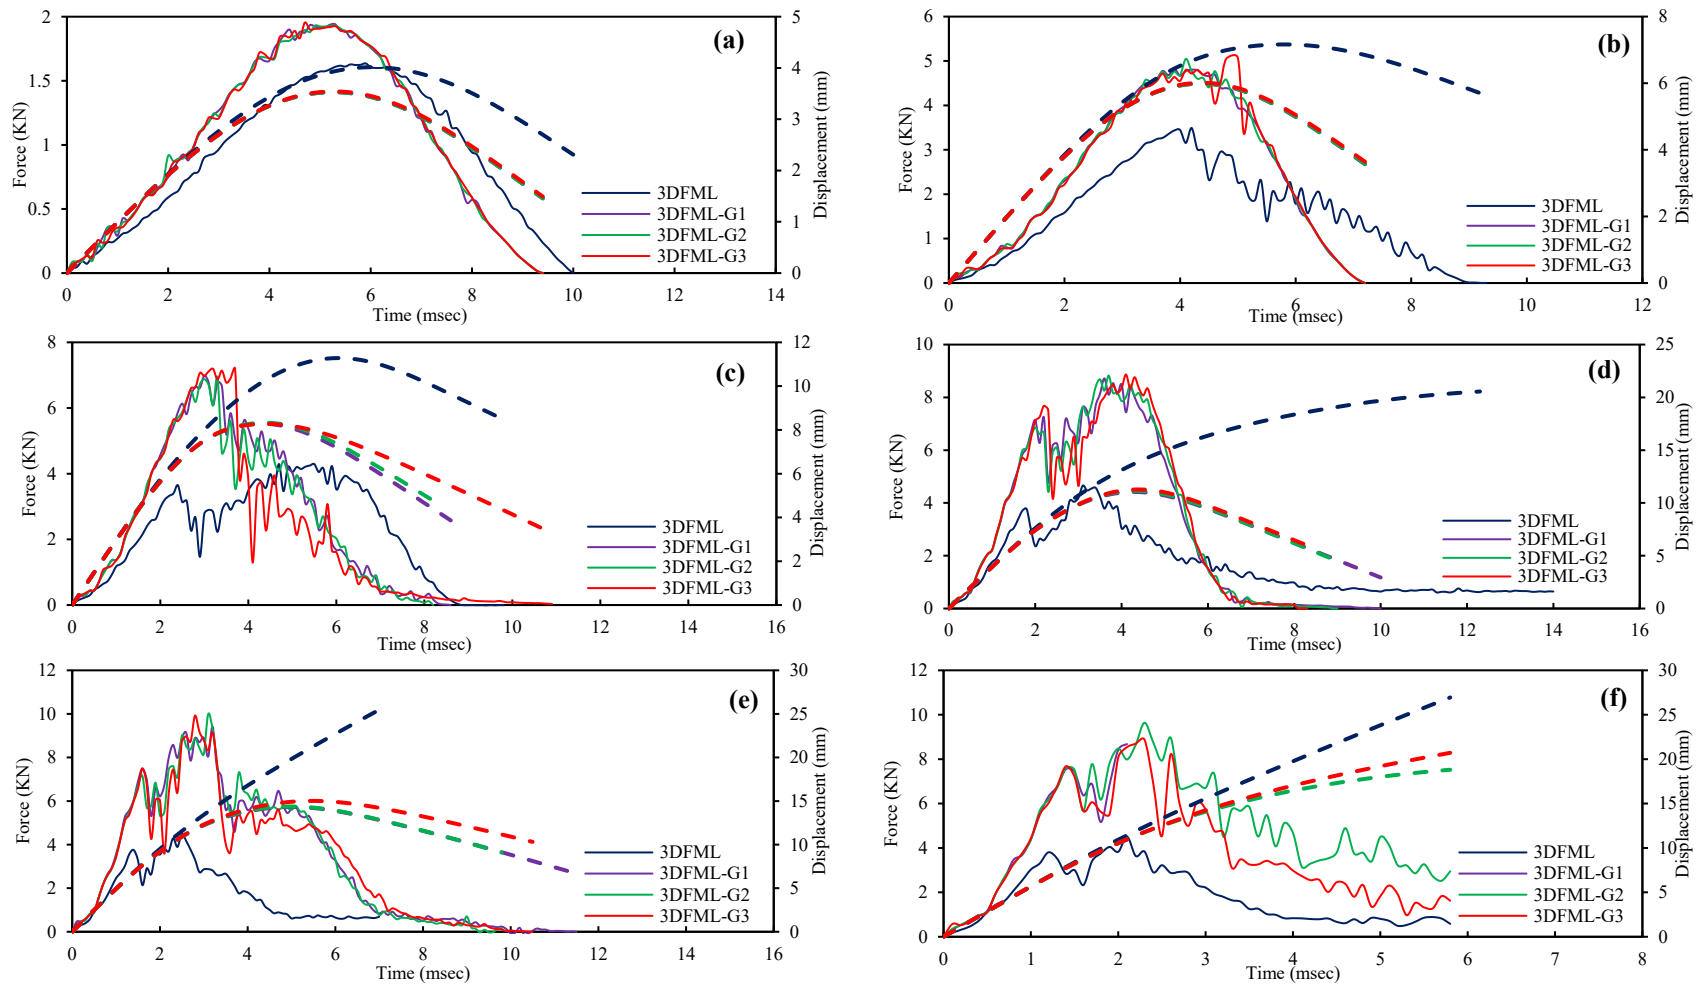 (a)
Force (KN)
2
1.5
1
0.5
0
5
4
3
2
1
0
Displacement (mm)
3DFML
3DFML-G1
3DFML-G2
3DFML-G3
0 2 4 6 8 10 12 14
Time (msec)
(b)
Force (KN)
6
5
4
3
2
1
0
8
6
4
2
0
Displacement (mm)
3DFML
3DFML-G1
3DFML-G2
3DFML-G3
0 2 4 6 8 10 12
Time (msec)
(c)
Force (KN)
8
6
4
2
0
12
10
8
6
4
2
0
Displacement (mm)
3DFML
3DFML-G1
3DFML-G2
3DFML-G3
0 2 4 6 8 10 12 14 16
Time (msec)
(d)
Force (KN)
10
8
6
4
2
0
25
20
15
10
5
0
Displacement (mm)
3DFML
3DFML-G1
3DFML-G2
3DFML-G3
0 2 4 6 8 10 12 14 16
Time (msec)
(e)
Force (KN)
12
10
8
6
4
2
0
30
25
20
15
10
5
0
Displacement (mm)
3DFML
3DFML-G1
3DFML-G2
3DFML-G3
0 2 4 6 8 10 12 14 16
Time (msec)
(f)
Force (KN)
12
10
8
6
4
2
0
30
25
20
15
10
5
0
Displacement (mm)
3DFML
3DFML-G1
3DFML-G2
3DFML-G3
0 1 2 3 4 5 6 7 8
Time (msec)